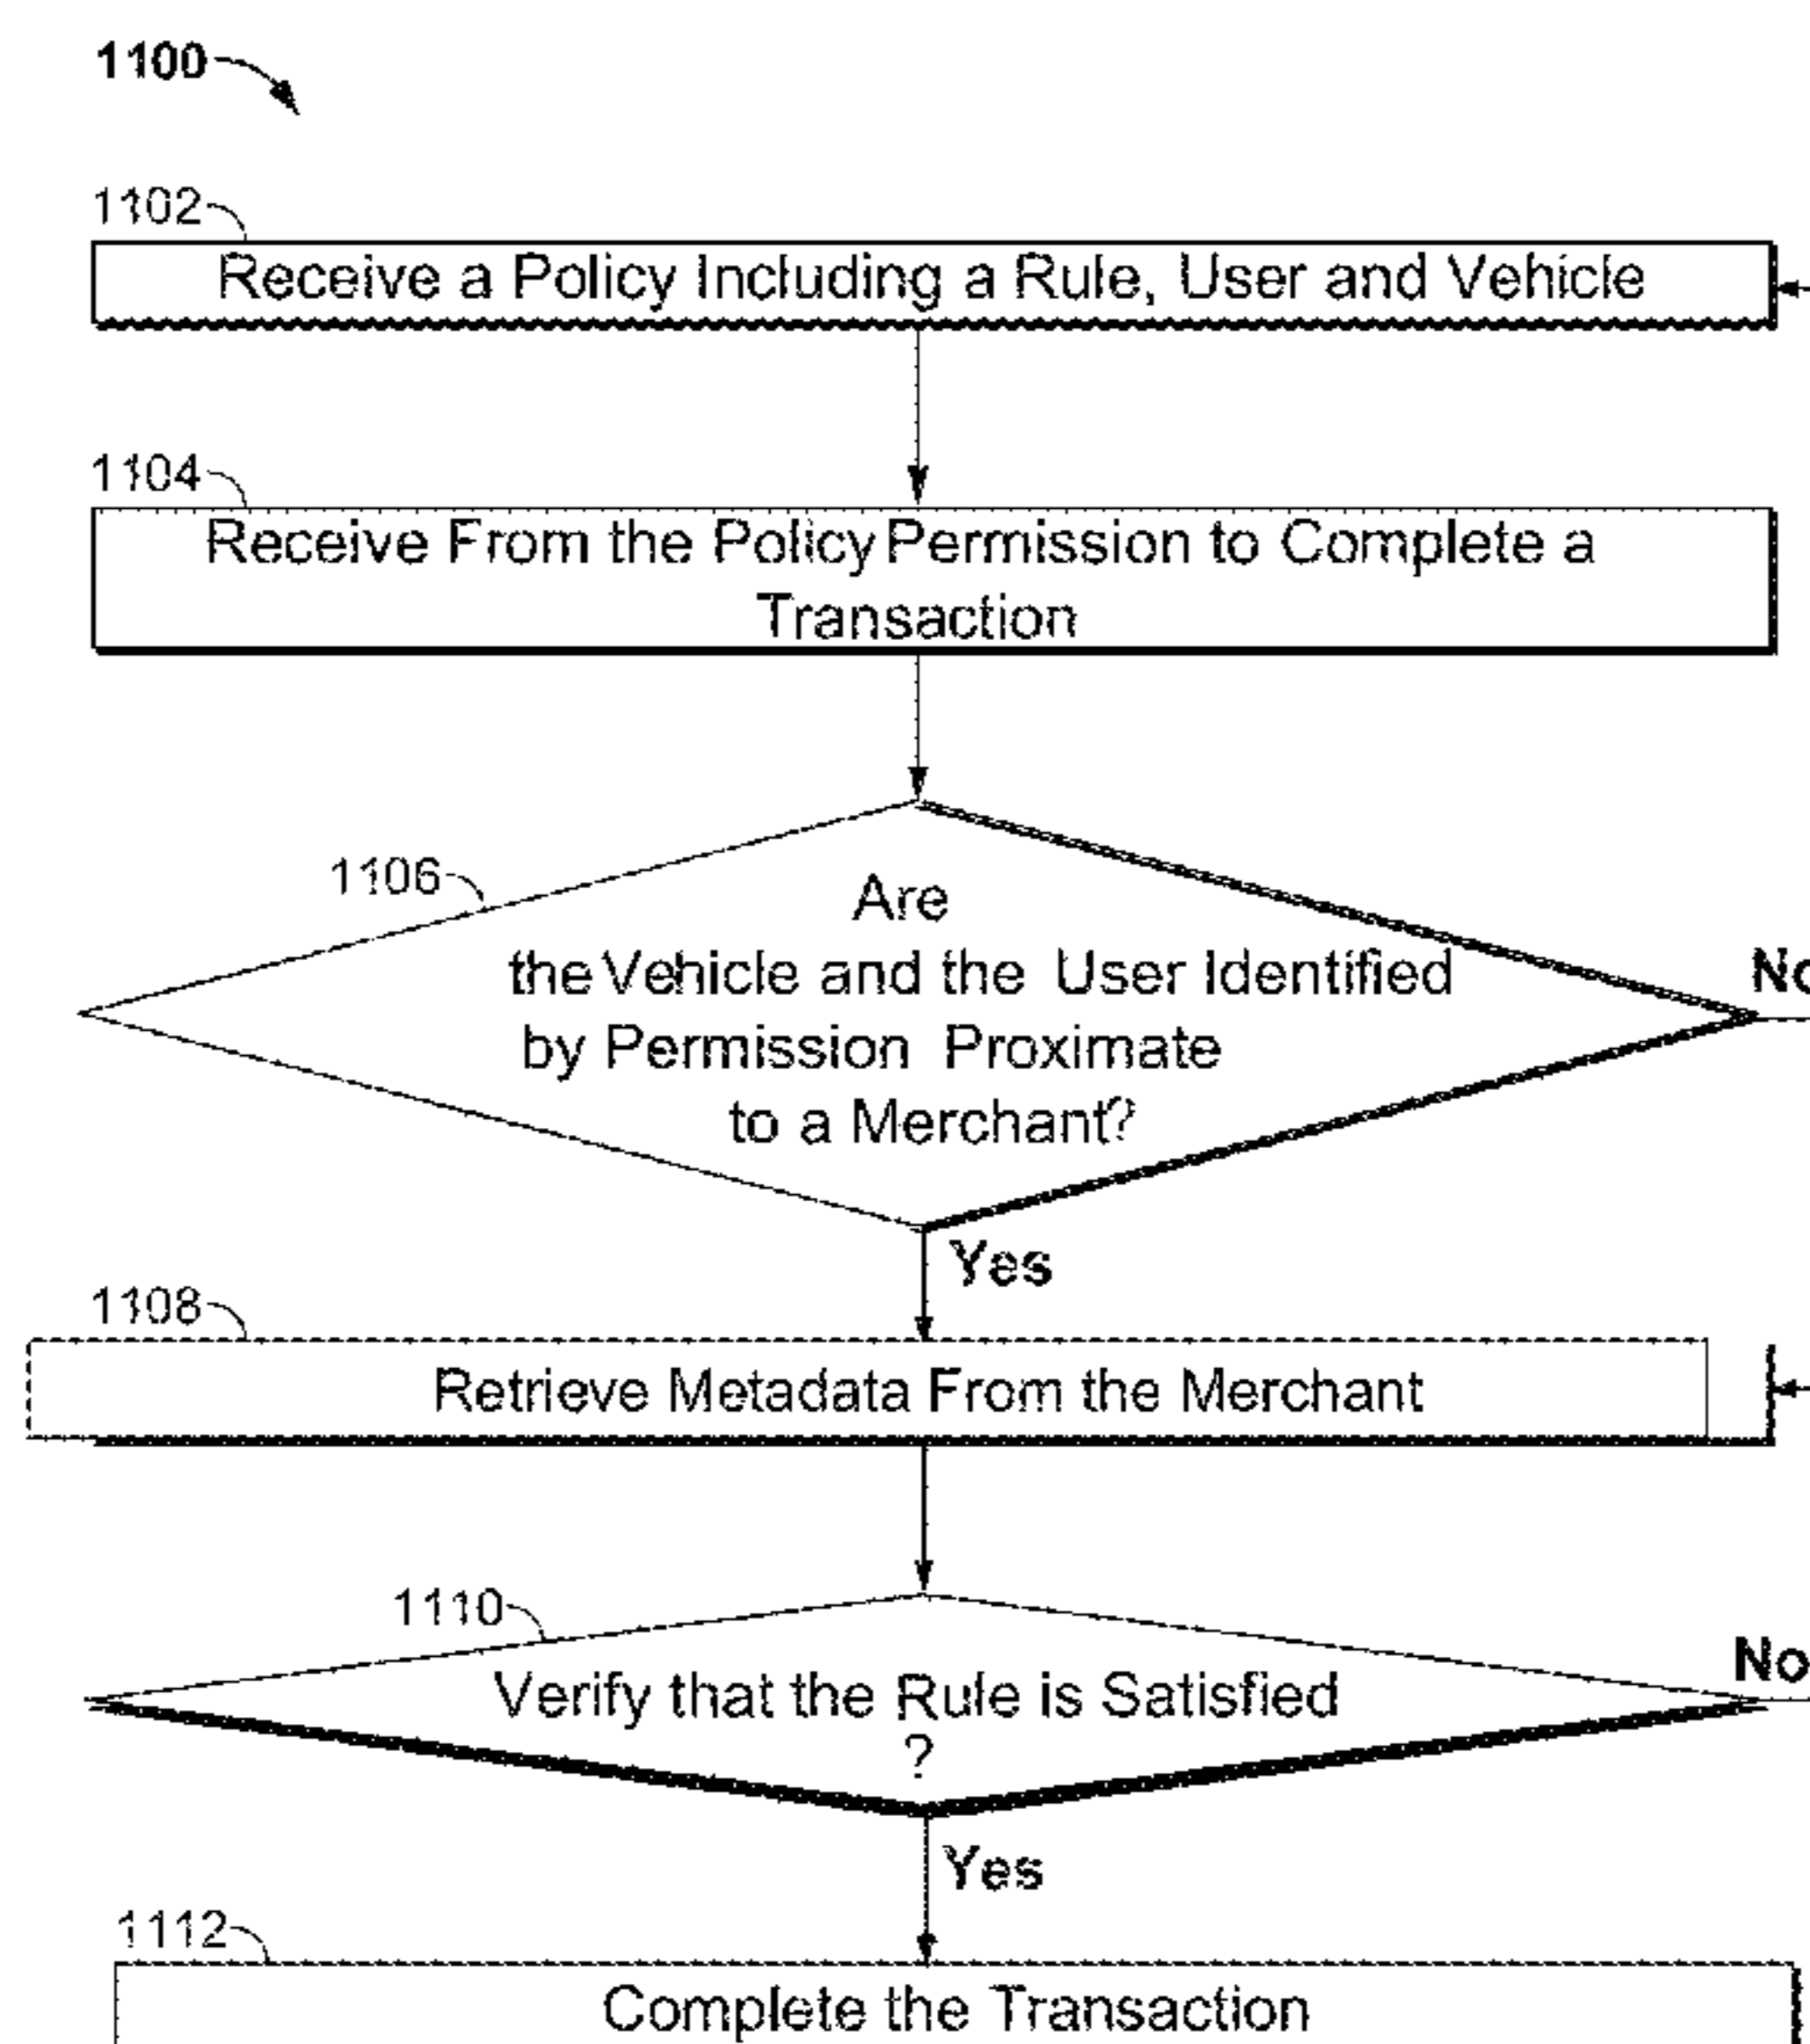 1100
1102
Receive a Policy Including a Rule, User and Vehicle
1104
Receive From the Policy Permission to Complete a
Transaction
1106
Are
the Vehicle and the User Identified
by Permission Proximate
to a Merchant?
No
Yes
1108
Retrieve Metadata From the Merchant
1110
Verify that the Rule is Satisfied
?
No
Yes
1112
Complete the Transaction